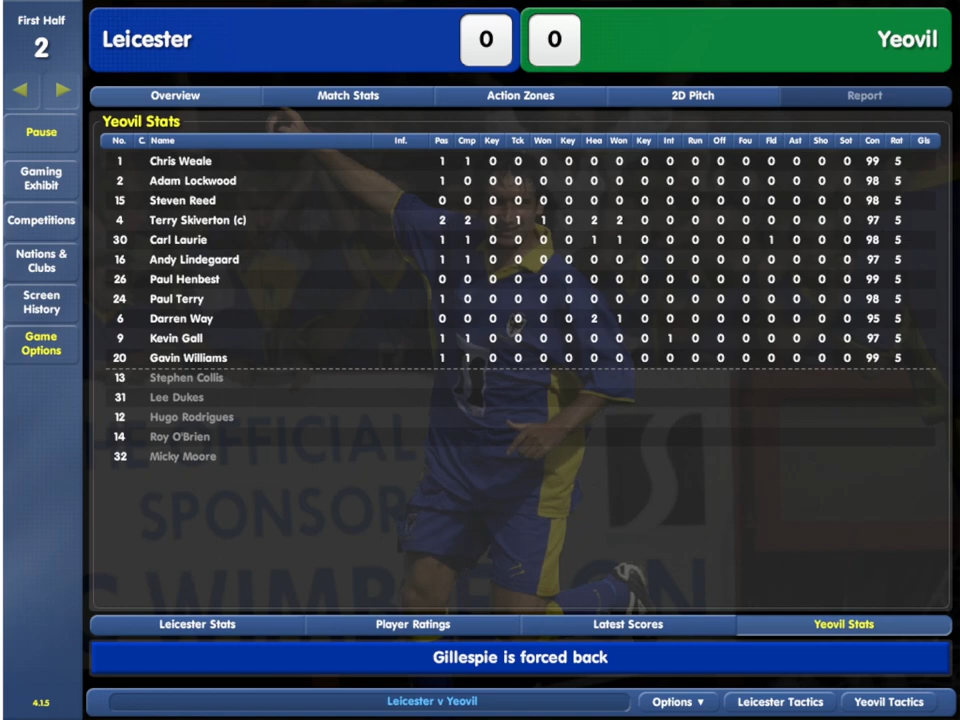 First Half
2
Leicester 0 0 Yeovil
Overview Match Stats Action Zones 2D Pitch Report
Pause
Gaming
Exhibit
Competitions
Nations &
Clubs
Screen
History
Game
Options
4.1.5
Yeovil Stats
No. C. Name Inf. Pas Cmp Key Tck Won Key Hea Won Key Int Run Off Fou Fld Ast Sho Sot Con Rat Gls
1 Chris Weale 1 1 0 0 0 0 0 0 0 0 0 0 0 0 0 0 0 99 5
2 Adam Lockwood 1 0 0 0 0 0 0 0 0 0 0 0 0 0 0 0 0 98 5
15 Steven Reed 0 0 0 0 0 0 0 0 0 0 0 0 0 0 0 0 0 98 5
4 Terry Skiverton (c) 2 2 0 1 1 0 2 2 0 0 0 0 0 0 0 0 0 97 5
30 Carl Laurie 1 1 0 0 0 0 1 1 0 0 0 0 0 1 0 0 0 98 5
16 Andy Lindegaard 1 1 0 0 0 0 0 0 0 0 0 0 0 0 0 0 0 97 5
26 Paul Henbest 0 0 0 0 0 0 0 0 0 0 0 0 0 0 0 0 0 99 5
24 Paul Terry 1 0 0 0 0 0 0 0 0 0 0 0 0 0 0 0 0 98 5
6 Darren Way 0 0 0 0 0 0 2 1 0 0 0 0 0 0 0 0 0 95 5
9 Kevin Gall 1 1 0 0 0 0 0 0 0 1 0 0 0 0 0 0 0 97 5
20 Gavin Williams 1 1 0 0 0 0 0 0 0 0 0 0 0 0 0 0 0 99 5
13 Stephen Collis
31 Lee Dukes
12 Hugo Rodrigues
14 Roy O'Brien
32 Micky Moore
THE OFFICIAL
SPONSOR
WIMBLEDON
Leicester Stats Player Ratings Latest Scores Yeovil Stats
Gillespie is forced back
Leicester v Yeovil Options ▼ Leicester Tactics Yeovil Tactics